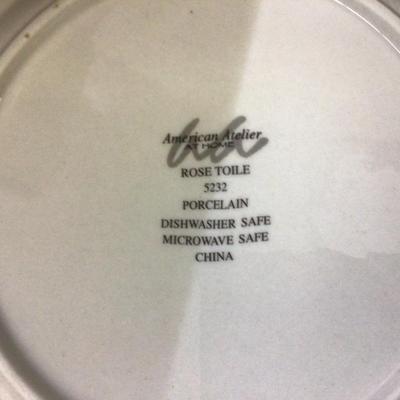 American Atelier
AT HOME
ROSE TOILE
5232
PORCELAIN
DISHWASHER SAFE
MICROWAVE SAFE
CHINA